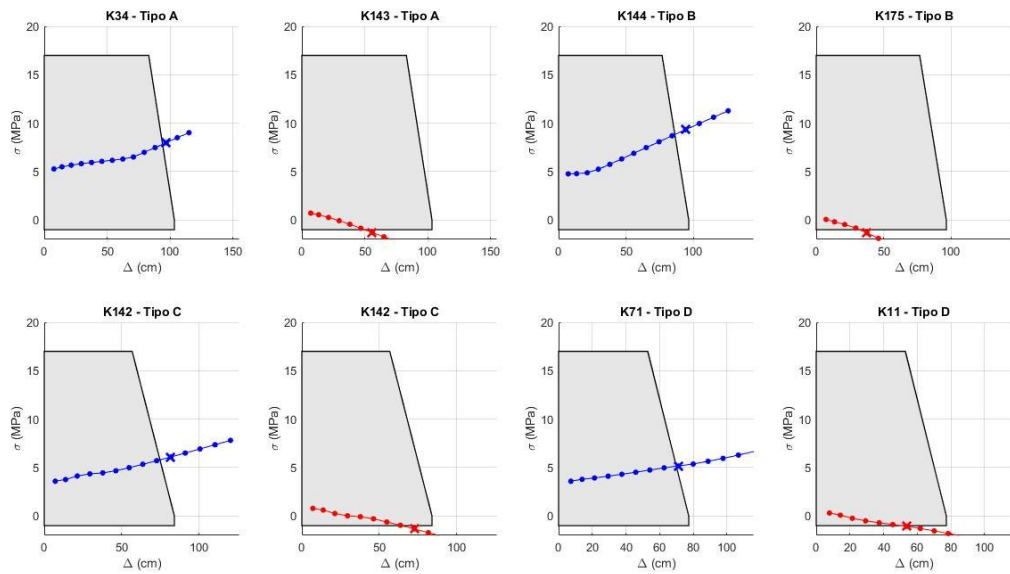 K34 - Tipo A
20
15
10
5
0
σ (MPa)
0 50 100 150
Δ (cm)
K143 - Tipo A
20
15
10
5
0
σ (MPa)
0 50 100 150
Δ (cm)
K144 - Tipo B
20
15
10
5
0
σ (MPa)
0 50 100
Δ (cm)
K175 - Tipo B
20
15
10
5
0
σ (MPa)
0 50 100
Δ (cm)
K142 - Tipo C
20
15
10
5
0
σ (MPa)
0 50 100
Δ (cm)
K142 - Tipo C
20
15
10
5
0
σ (MPa)
0 50 100
Δ (cm)
K71 - Tipo D
20
15
10
5
0
σ (MPa)
0 20 40 60 80 100
Δ (cm)
K11 - Tipo D
20
15
10
5
0
σ (MPa)
0 20 40 60 80 100
Δ (cm)